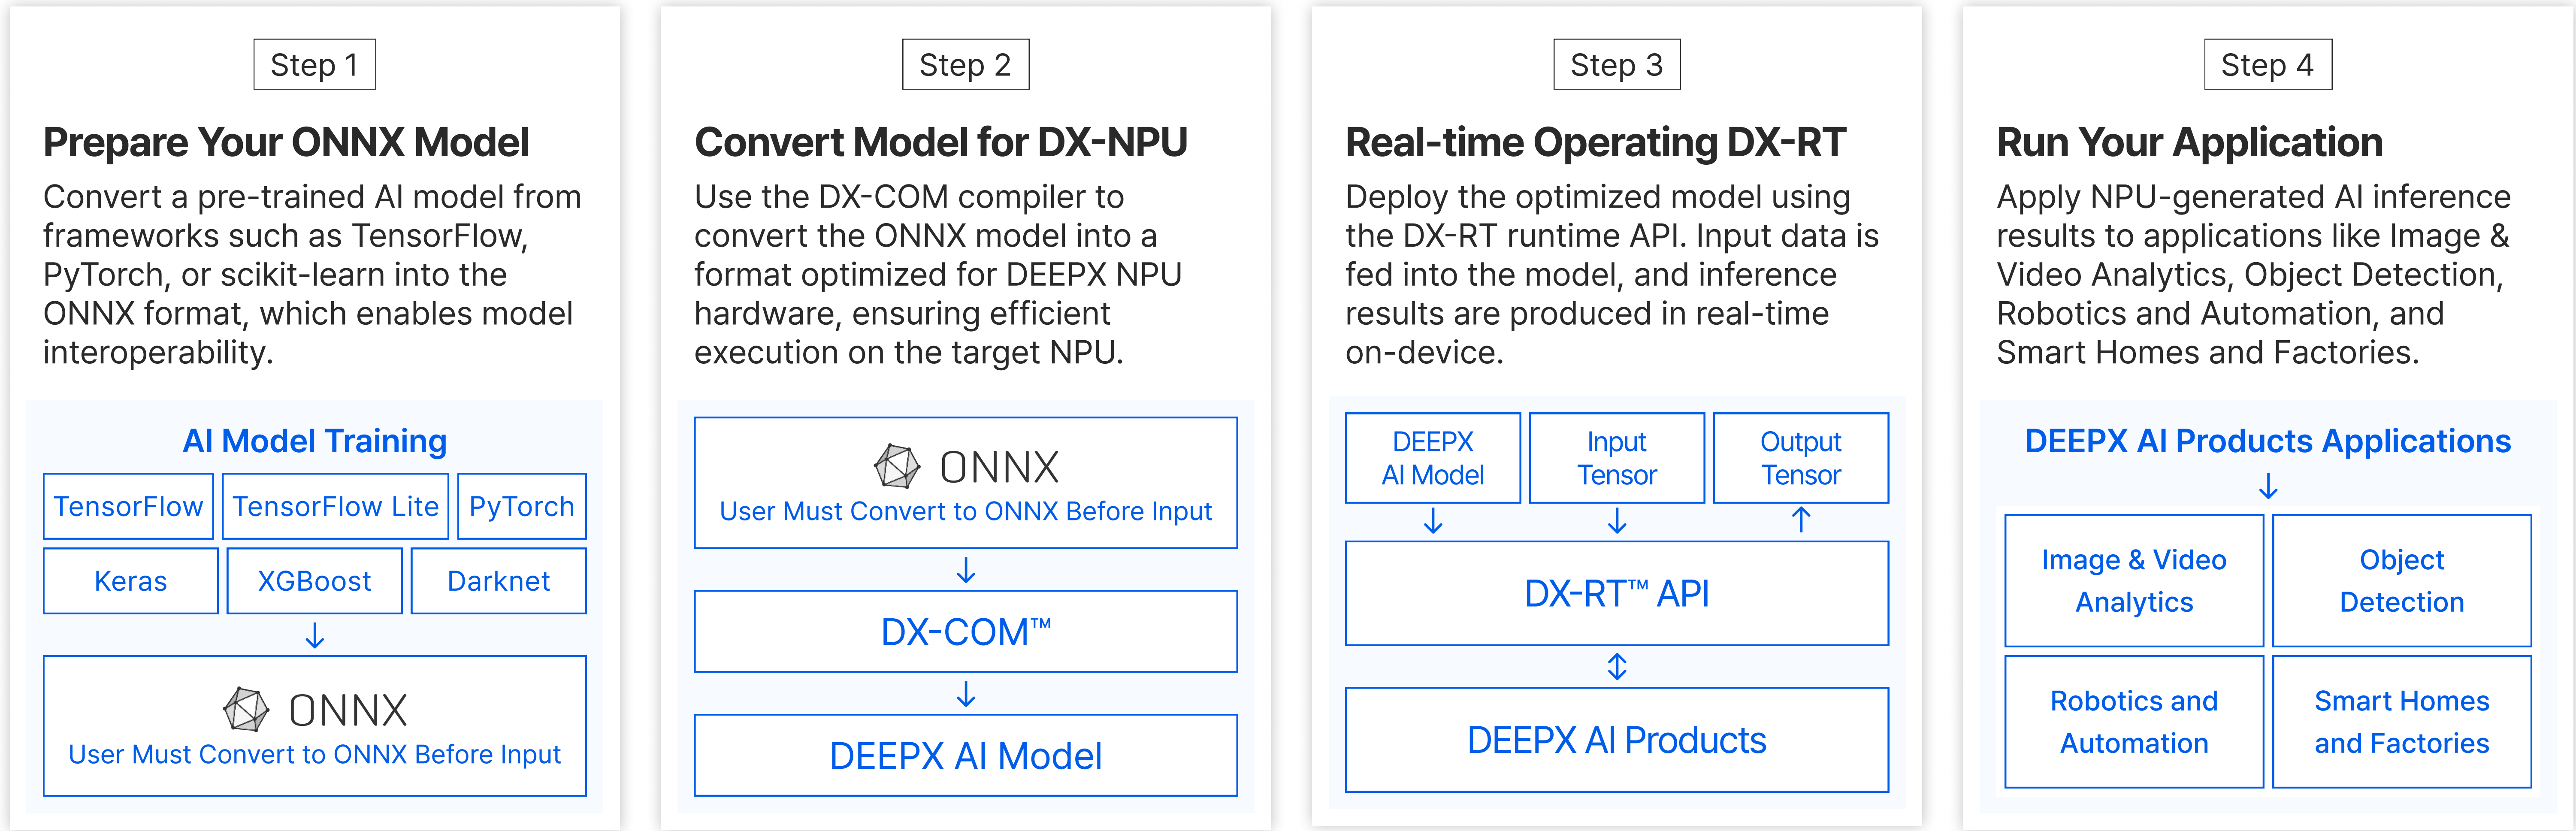 Step 1
Prepare Your ONNX Model
Convert a pre-trained AI model from
frameworks such as TensorFlow,
PyTorch, or scikit-learn into the
ONNX format, which enables model
interoperability.
AI Model Training
TensorFlow
TensorFlow Lite
PyTorch
Keras
XGBoost
Darknet
ONNX
User Must Convert to ONNX Before Input
Step 2
Convert Model for DX-NPU
Use the DX-COM compiler to
convert the ONNX model into a
format optimized for DEEPX NPU
hardware, ensuring efficient
execution on the target NPU.
ONNX
User Must Convert to ONNX Before Input
DX-COM™
DEEPX AI Model
Step 3
Real-time Operating DX-RT
Deploy the optimized model using
the DX-RT runtime API. Input data is
fed into the model, and inference
results are produced in real-time
on-device.
DEEPX
AI Model
Input
Tensor
Output
Tensor
DX-RT™ API
DEEPX AI Products
Step 4
Run Your Application
Apply NPU-generated AI inference
results to applications like Image &
Video Analytics, Object Detection,
Robotics and Automation, and
Smart Homes and Factories.
DEEPX AI Products Applications
Image & Video
Analytics
Object
Detection
Robotics and
Automation
Smart Homes
and Factories